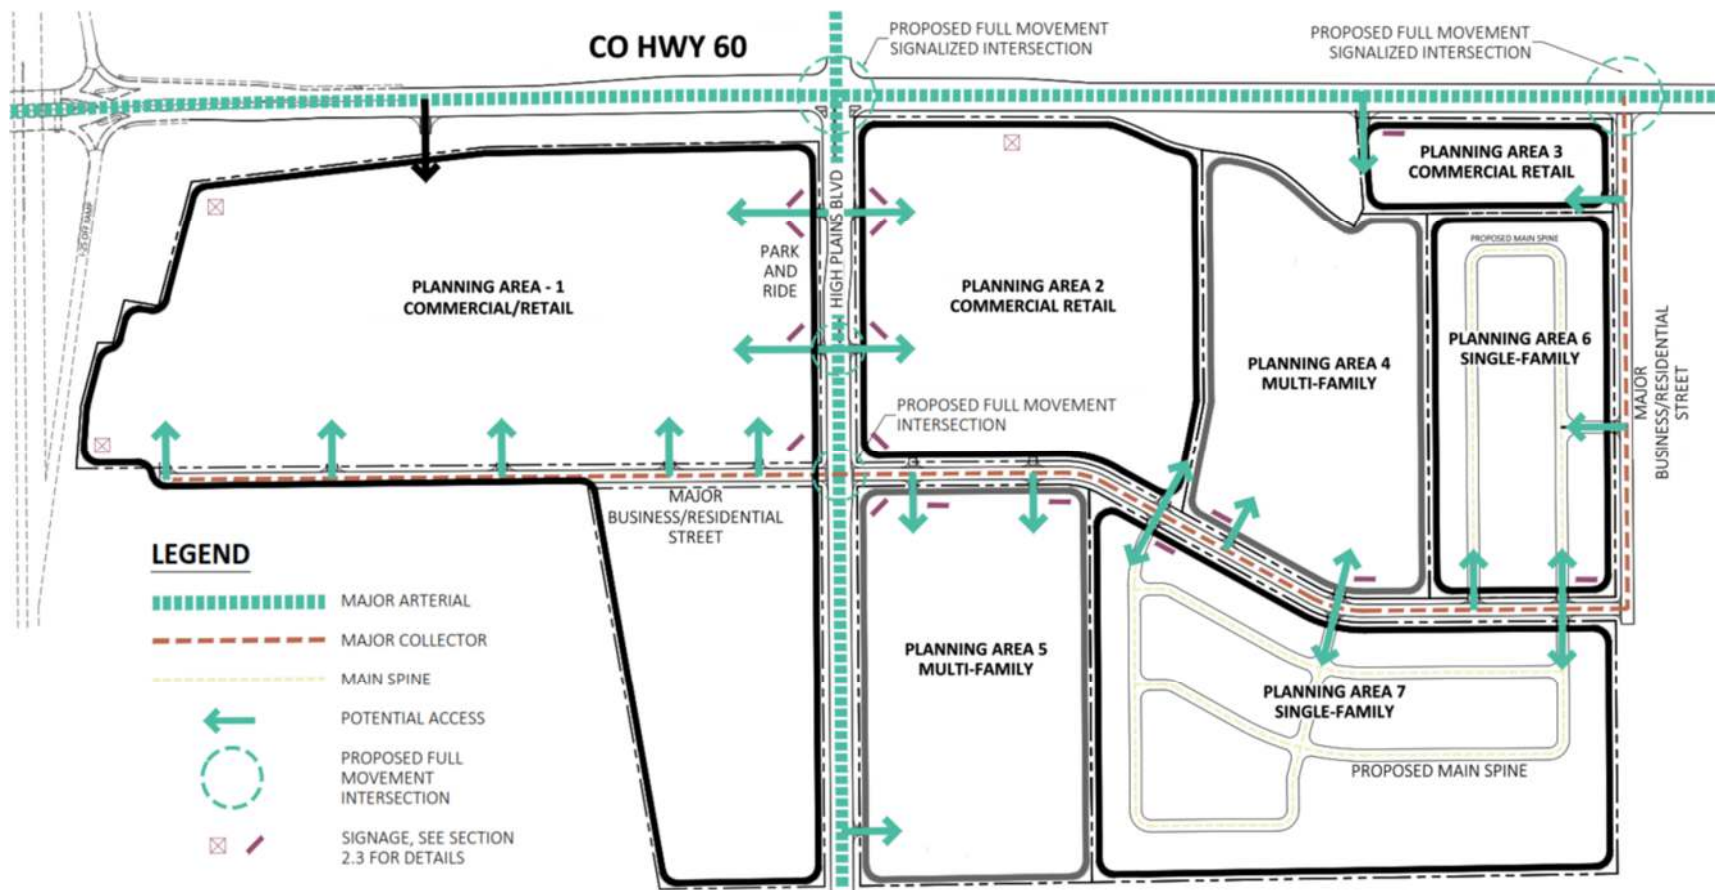 CO HWY 60
PROPOSED FULL MOVEMENT
SIGNALIZED INTERSECTION
PROPOSED FULL MOVEMENT
SIGNALIZED INTERSECTION
PLANNING AREA 3
COMMERCIAL RETAIL
I-25 OFF RAMP
HIGH PLAINS BLVD
PARK
AND
RIDE
PLANNING AREA - 1
COMMERCIAL/RETAIL
PLANNING AREA 2
COMMERCIAL RETAIL
PROPOSED MAIN SPINE
PLANNING AREA 4
MULTI-FAMILY
PLANNING AREA 6
SINGLE-FAMILY
MAJOR
BUSINESS/RESIDENTIAL
STREET
PROPOSED FULL MOVEMENT
INTERSECTION
MAJOR
BUSINESS/RESIDENTIAL
STREET
PLANNING AREA 5
MULTI-FAMILY
PLANNING AREA 7
SINGLE-FAMILY
PROPOSED MAIN SPINE
LEGEND
MAJOR ARTERIAL
MAJOR COLLECTOR
MAIN SPINE
POTENTIAL ACCESS
PROPOSED FULL
MOVEMENT
INTERSECTION
SIGNAGE, SEE SECTION
2.3 FOR DETAILS